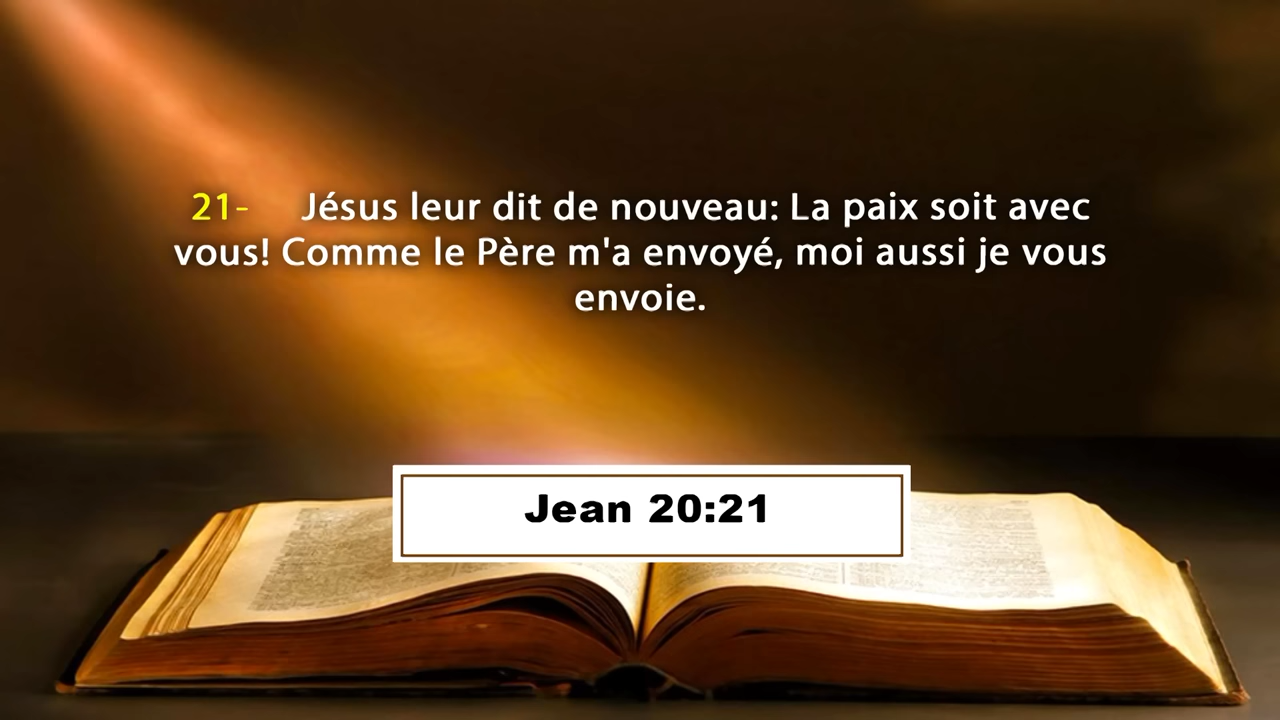 21- Jésus leur dit de nouveau: La paix soit avec
vous! Comme le Père m'a envoyé, moi aussi je vous
envoie.
Jean 20:21